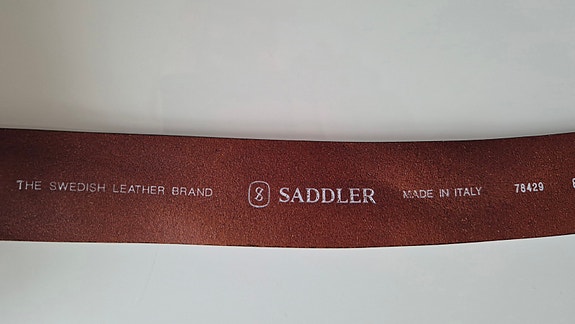 THE SWEDISH LEATHER BRAND SADDLER MADE IN ITALY 78429